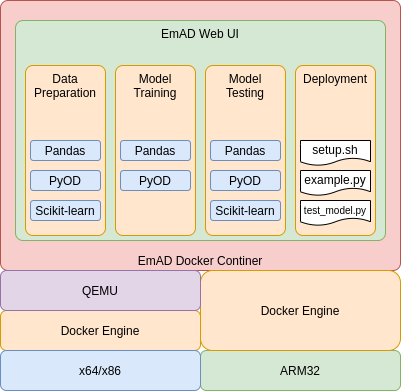 EmAD Web UI
Data
Preparation
Pandas
PyOD
Scikit-learn
Model
Training
Pandas
PyOD
Model
Testing
Pandas
PyOD
Scikit-learn
Deployment
setup.sh
example.py
test_model.py
EmAD Docker Continer
QEMU
Docker Engine
Docker Engine
x64/x86
ARM32